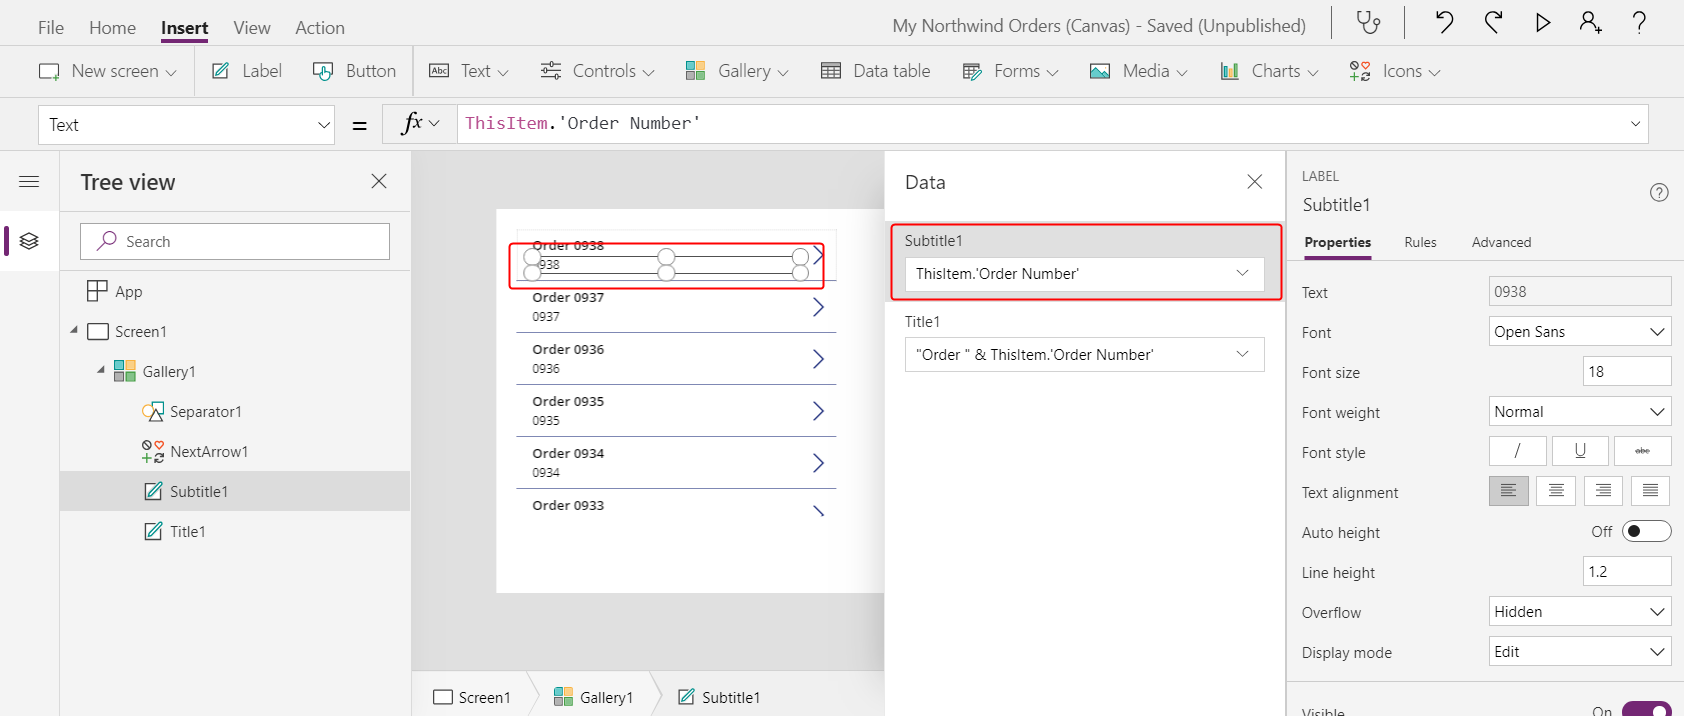 File Home Insert View Action My Northwind Orders (Canvas) - Saved (Unpublished)
New screen Label Button Abc Text Controls Gallery Data table Forms Media Charts Icons
Text = fx ThisItem.'Order Number'
Tree view
Search
App
Screen1
Gallery1
Separator1
NextArrow1
Subtitle1
Title1
Order 0938
0938
Order 0937
0937
Order 0936
0936
Order 0935
0935
Order 0934
0934
Order 0933
Screen1 Gallery1 Subtitle1
Data
Subtitle1
ThisItem.'Order Number'
Title1
"Order " & ThisItem.'Order Number'
LABEL
Subtitle1
Properties Rules Advanced
Text 0938
Font Open Sans
Font size 18
Font weight Normal
Font style / U abc
Text alignment
Auto height Off
Line height 1.2
Overflow Hidden
Display mode Edit
Visible On